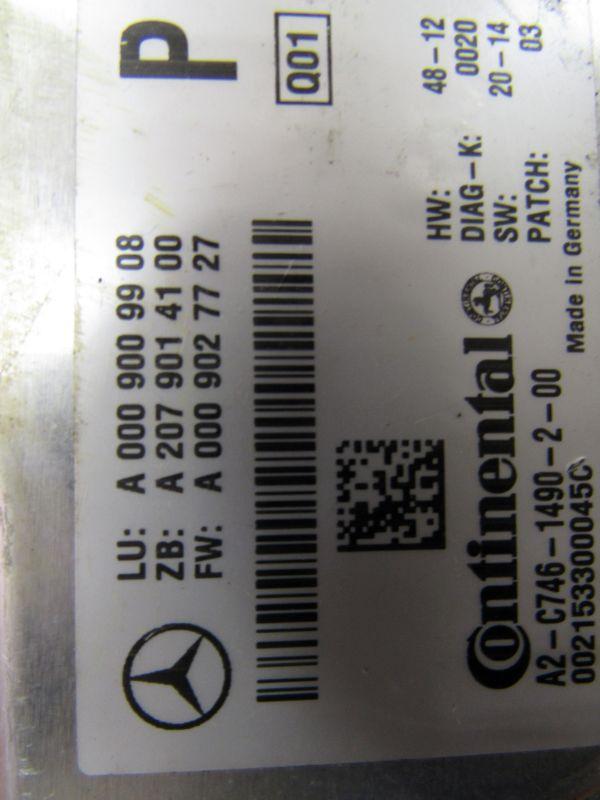 LU: A 000 900 99 08
ZB: A 207 901 41 00
FW: A 000 902 77 27
P
Q01
Continental
A2-C746-1490-2-00
0021533000045C
HW: 48-12
DIAG-K: 0020
SW: 20-14
PATCH: 03
Made in Germany